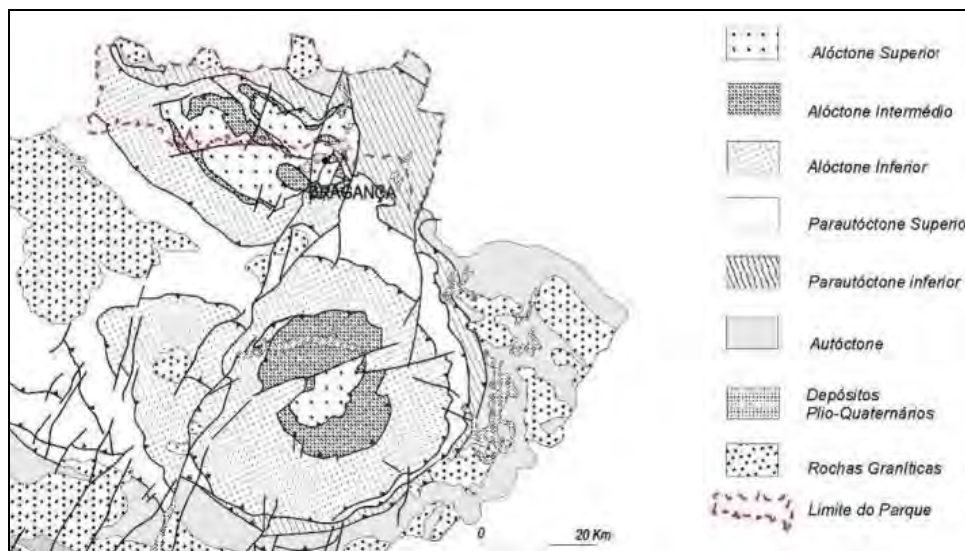 BRAGANÇA
0 20 Km
Alóctone Superior
Alóctone Intermédio
Alóctone Inferior
Parautóctone Superio
Parautóctone inferior
Autóctone
Depósitos
Plio-Quaternários
Rochas Graníticas
Limite do Parque